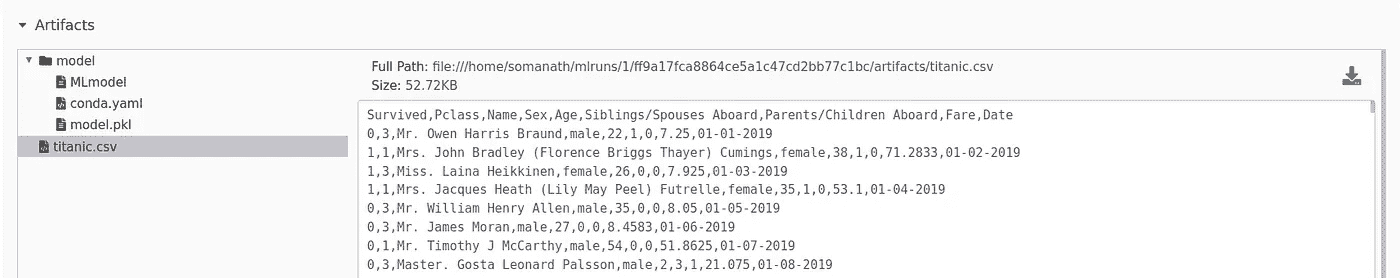 Artifacts
model
MLmodel
conda.yaml
model.pkl
titanic.csv
Full Path: file:///home/somanath/mlruns/1/ff9a17fca8864ce5a1c47cd2bb77c1bc/artifacts/titanic.csv
Size: 52.72KB
Survived,Pclass,Name,Sex,Age,Siblings/Spouses Aboard,Parents/Children Aboard,Fare,Date
0,3,Mr. Owen Harris Braund,male,22,1,0,7.25,01-01-2019
1,1,Mrs. John Bradley (Florence Briggs Thayer) Cumings,female,38,1,0,71.2833,01-02-2019
1,3,Miss. Laina Heikkinen,female,26,0,0,7.925,01-03-2019
1,1,Mrs. Jacques Heath (Lily May Peel) Futrelle,female,35,1,0,53.1,01-04-2019
0,3,Mr. William Henry Allen,male,35,0,0,8.05,01-05-2019
0,3,Mr. James Moran,male,27,0,0,8.4583,01-06-2019
0,1,Mr. Timothy J McCarthy,male,54,0,0,51.8625,01-07-2019
0,3,Master. Gosta Leonard Palsson,male,2,3,1,21.075,01-08-2019